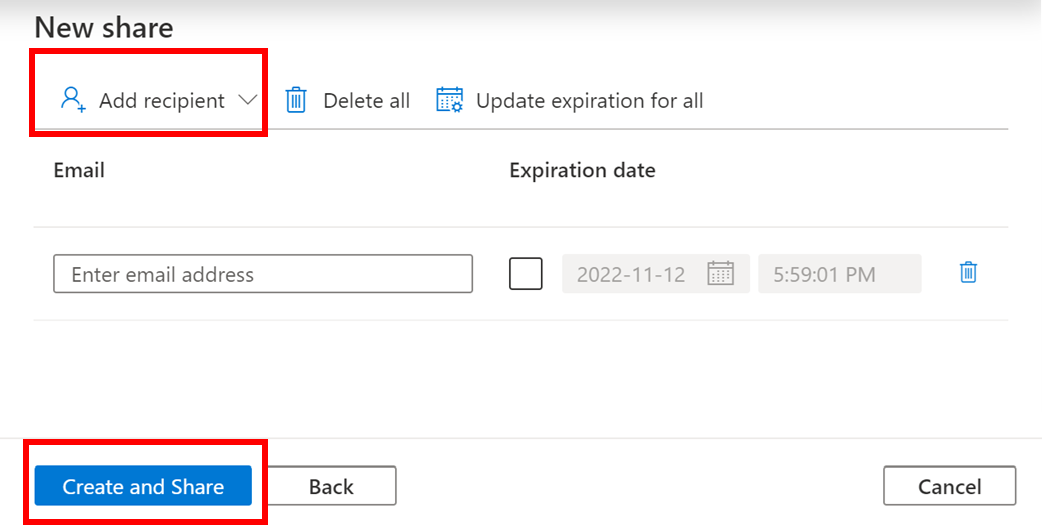 New share
Add recipient Delete all Update expiration for all
Email Expiration date
Enter email address 2022-11-12 5:59:01 PM
Create and Share Back Cancel